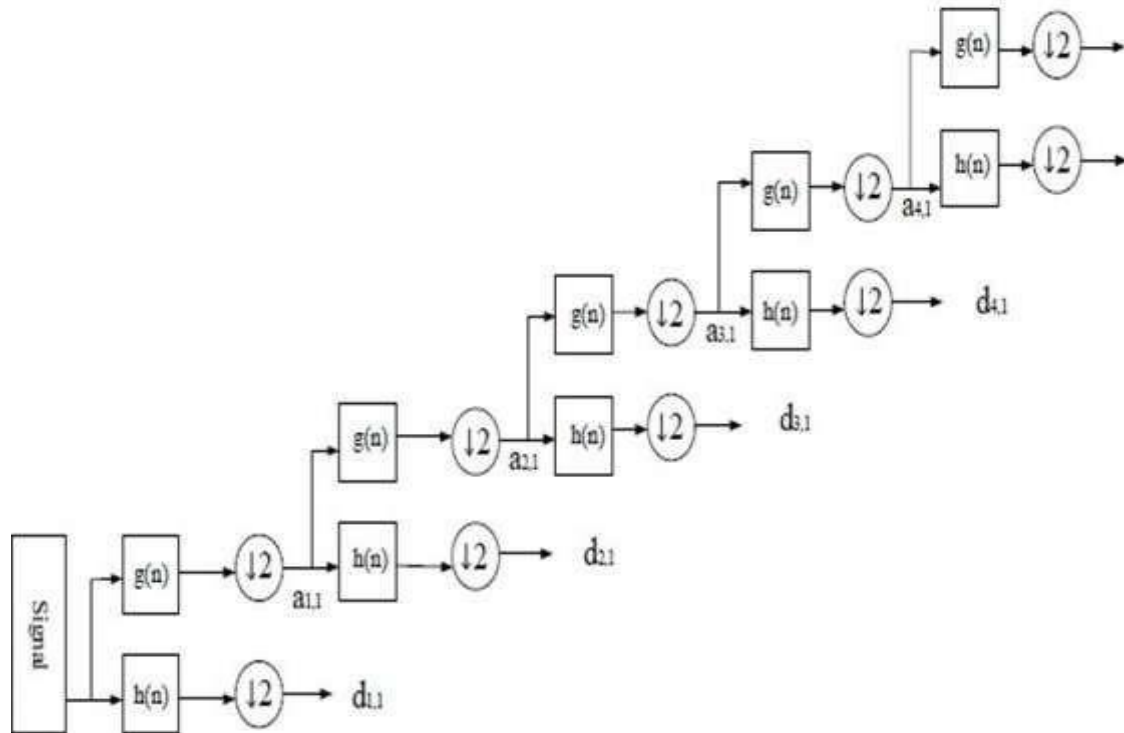 g(n) ↓2
h(n) ↓2
g(n) ↓2 a4,1
h(n) ↓2 d4,1
g(n) ↓2 a3,1
h(n) ↓2 d3,1
g(n) ↓2 a2,1
h(n) ↓2 d2,1
Signal
g(n) ↓2 a1,1
h(n) ↓2 d1,1